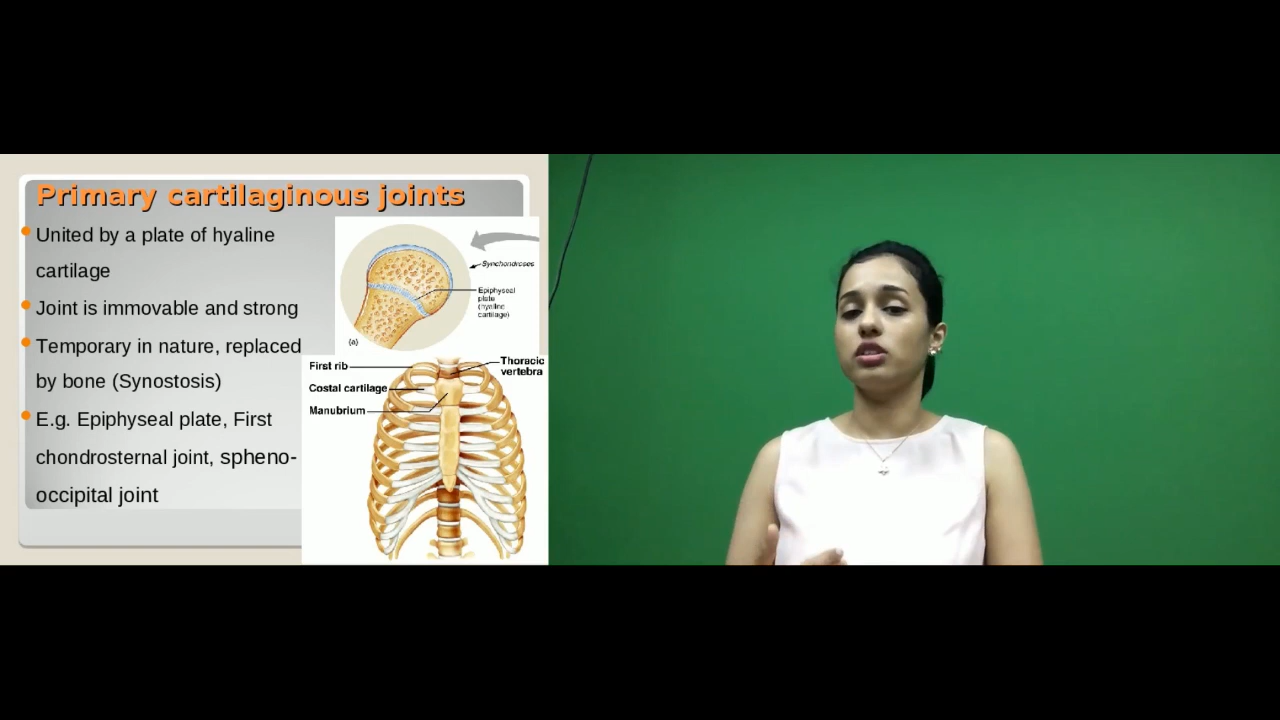 Primary cartilaginous joints
United by a plate of hyaline
cartilage
Joint is immovable and strong
Temporary in nature, replaced
by bone (Synostosis)
E.g. Epiphyseal plate, First
chondrosternal joint, spheno-
occipital joint
Synchondroses
Epiphyseal
plate
(hyaline
cartilage)
(a)
First rib
Thoracic
vertebra
Costal cartilage
Manubrium